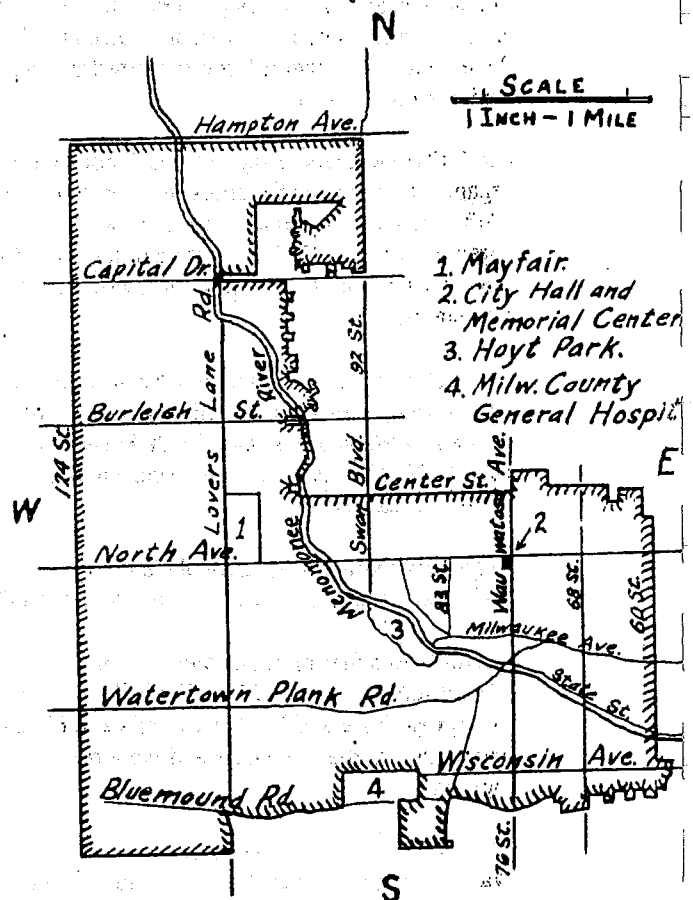 N
SCALE
1 INCH - 1 MILE
Hampton Ave.
Capital Dr.
1. Mayfair.
2. City Hall and
Memorial Center
3. Hoyt Park.
4. Milw. County
General Hospit
Lovers Lane Rd.
River
92 St.
Burleigh St.
124 St.
Swan Blvd.
Center St.
Wauwatosa Ave.
E
W
1
2
North Ave.
Menomonee
83 St.
68 St.
60 St.
3
Milwaukee Ave.
State St.
Watertown Plank Rd.
Wisconsin Ave.
Bluemound Rd.
4
76 St.
S